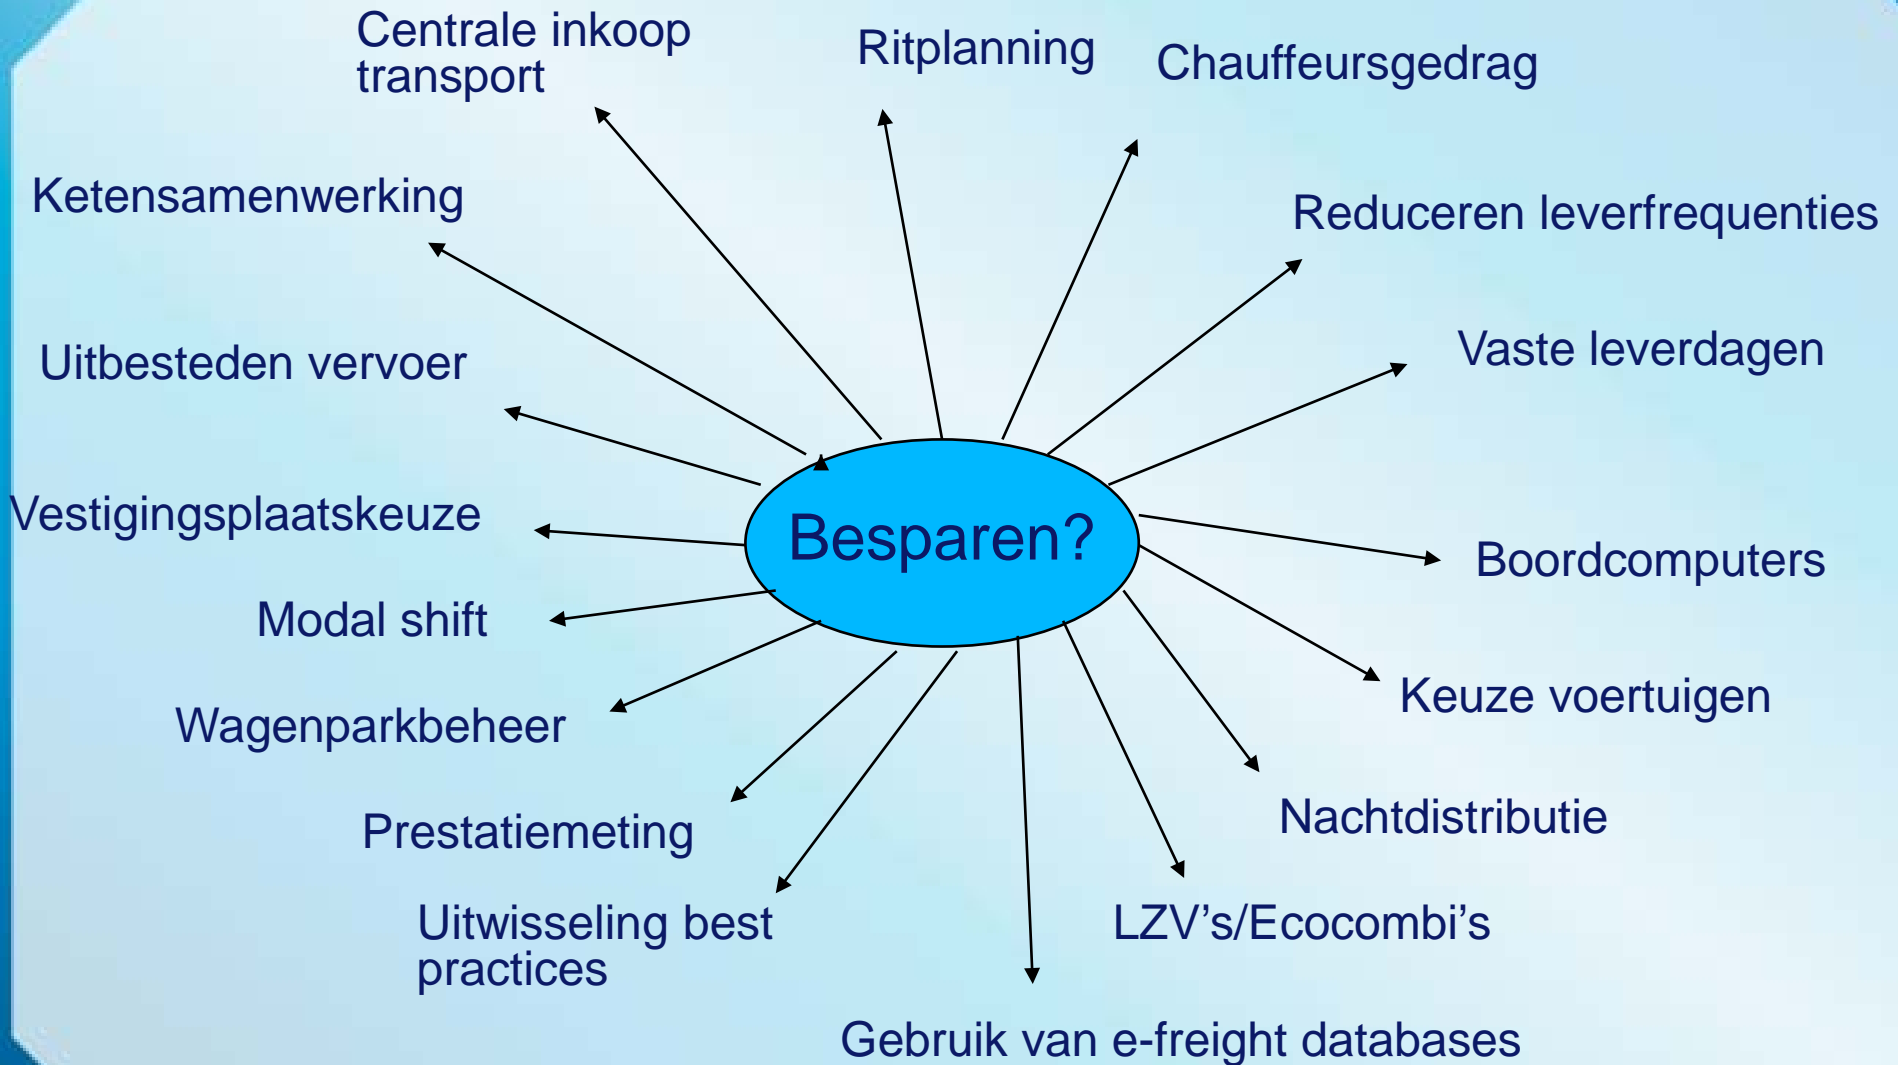 Centrale inkoop
transport
Ritplanning
Chauffeursgedrag
Ketensamenwerking
Reduceren leverfrequenties
Uitbesteden vervoer
Vaste leverdagen
Vestigingsplaatskeuze
Besparen?
Boordcomputers
Modal shift
Keuze voertuigen
Wagenparkbeheer
Prestatiemeting
Nachtdistributie
Uitwisseling best
practices
LZV's/Ecocombi's
Gebruik van e-freight databases